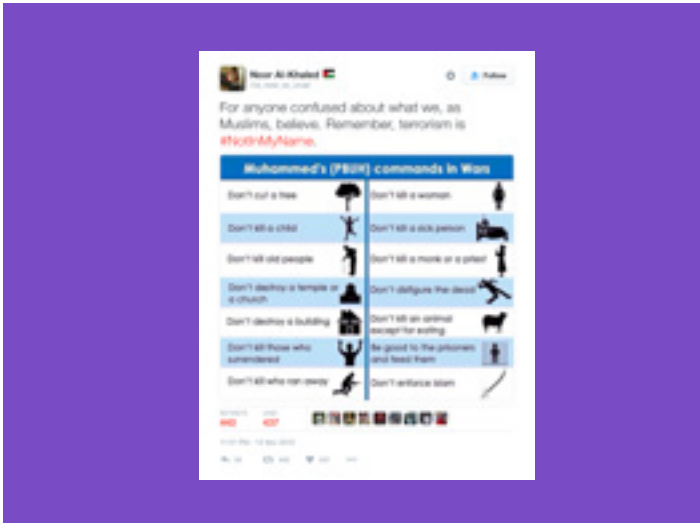 Noor Al-Khaled
Follow
For anyone confused about what we, as
Muslims, believe. Remember, terrorism is
#NotInMyName.
Muhammed's (PBUH) commands in Wars
Don't cut a tree
Don't kill a woman
Don't kill a child
Don't kill a sick person
Don't kill old people
Don't kill a monk or a priest
Don't destroy a temple or
a church
Don't disfigure the dead
Don't destroy a building
Don't kill an animal
except for eating
Don't kill those who
surrendered
Be good to the prisoners
and feed them
Don't kill who ran away
Don't enforce Islam